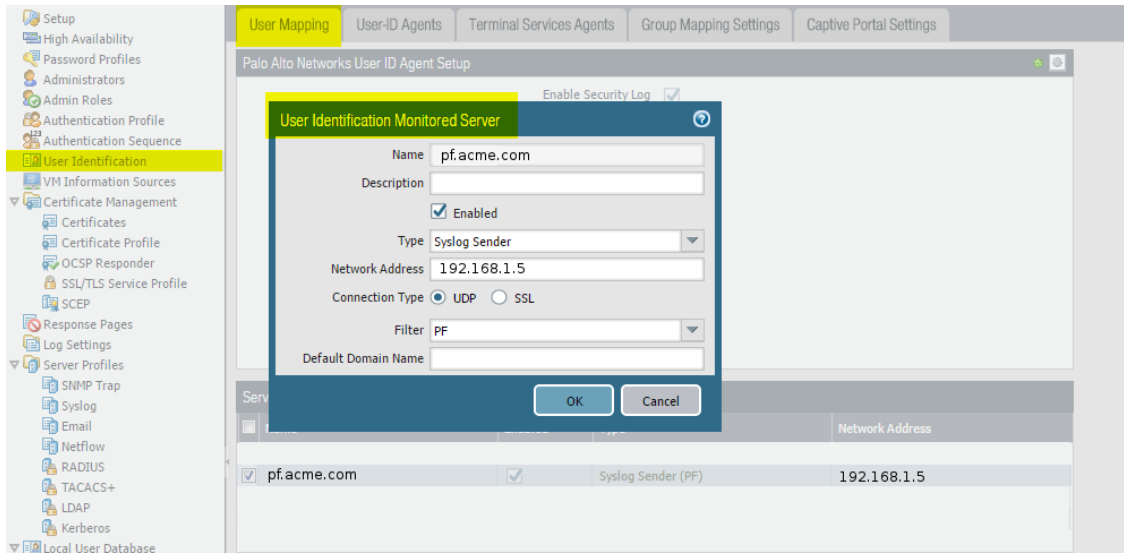 Setup
High Availability
Password Profiles
Administrators
Admin Roles
Authentication Profile
Authentication Sequence
User Identification
VM Information Sources
Certificate Management
Certificates
Certificate Profile
OCSP Responder
SSL/TLS Service Profile
SCEP
Response Pages
Log Settings
Server Profiles
SNMP Trap
Syslog
Email
Netflow
RADIUS
TACACS+
LDAP
Kerberos
Local User Database
User Mapping
User-ID Agents
Terminal Services Agents
Group Mapping Settings
Captive Portal Settings
Palo Alto Networks User ID Agent Setup
Enable Security Log
User Identification Monitored Server
Name pf.acme.com
Description
Enabled
Type Syslog Sender
Network Address 192.168.1.5
Connection Type UDP SSL
Filter PF
Default Domain Name
OK Cancel
Serv
Network Address
pf.acme.com Syslog Sender (PF) 192.168.1.5